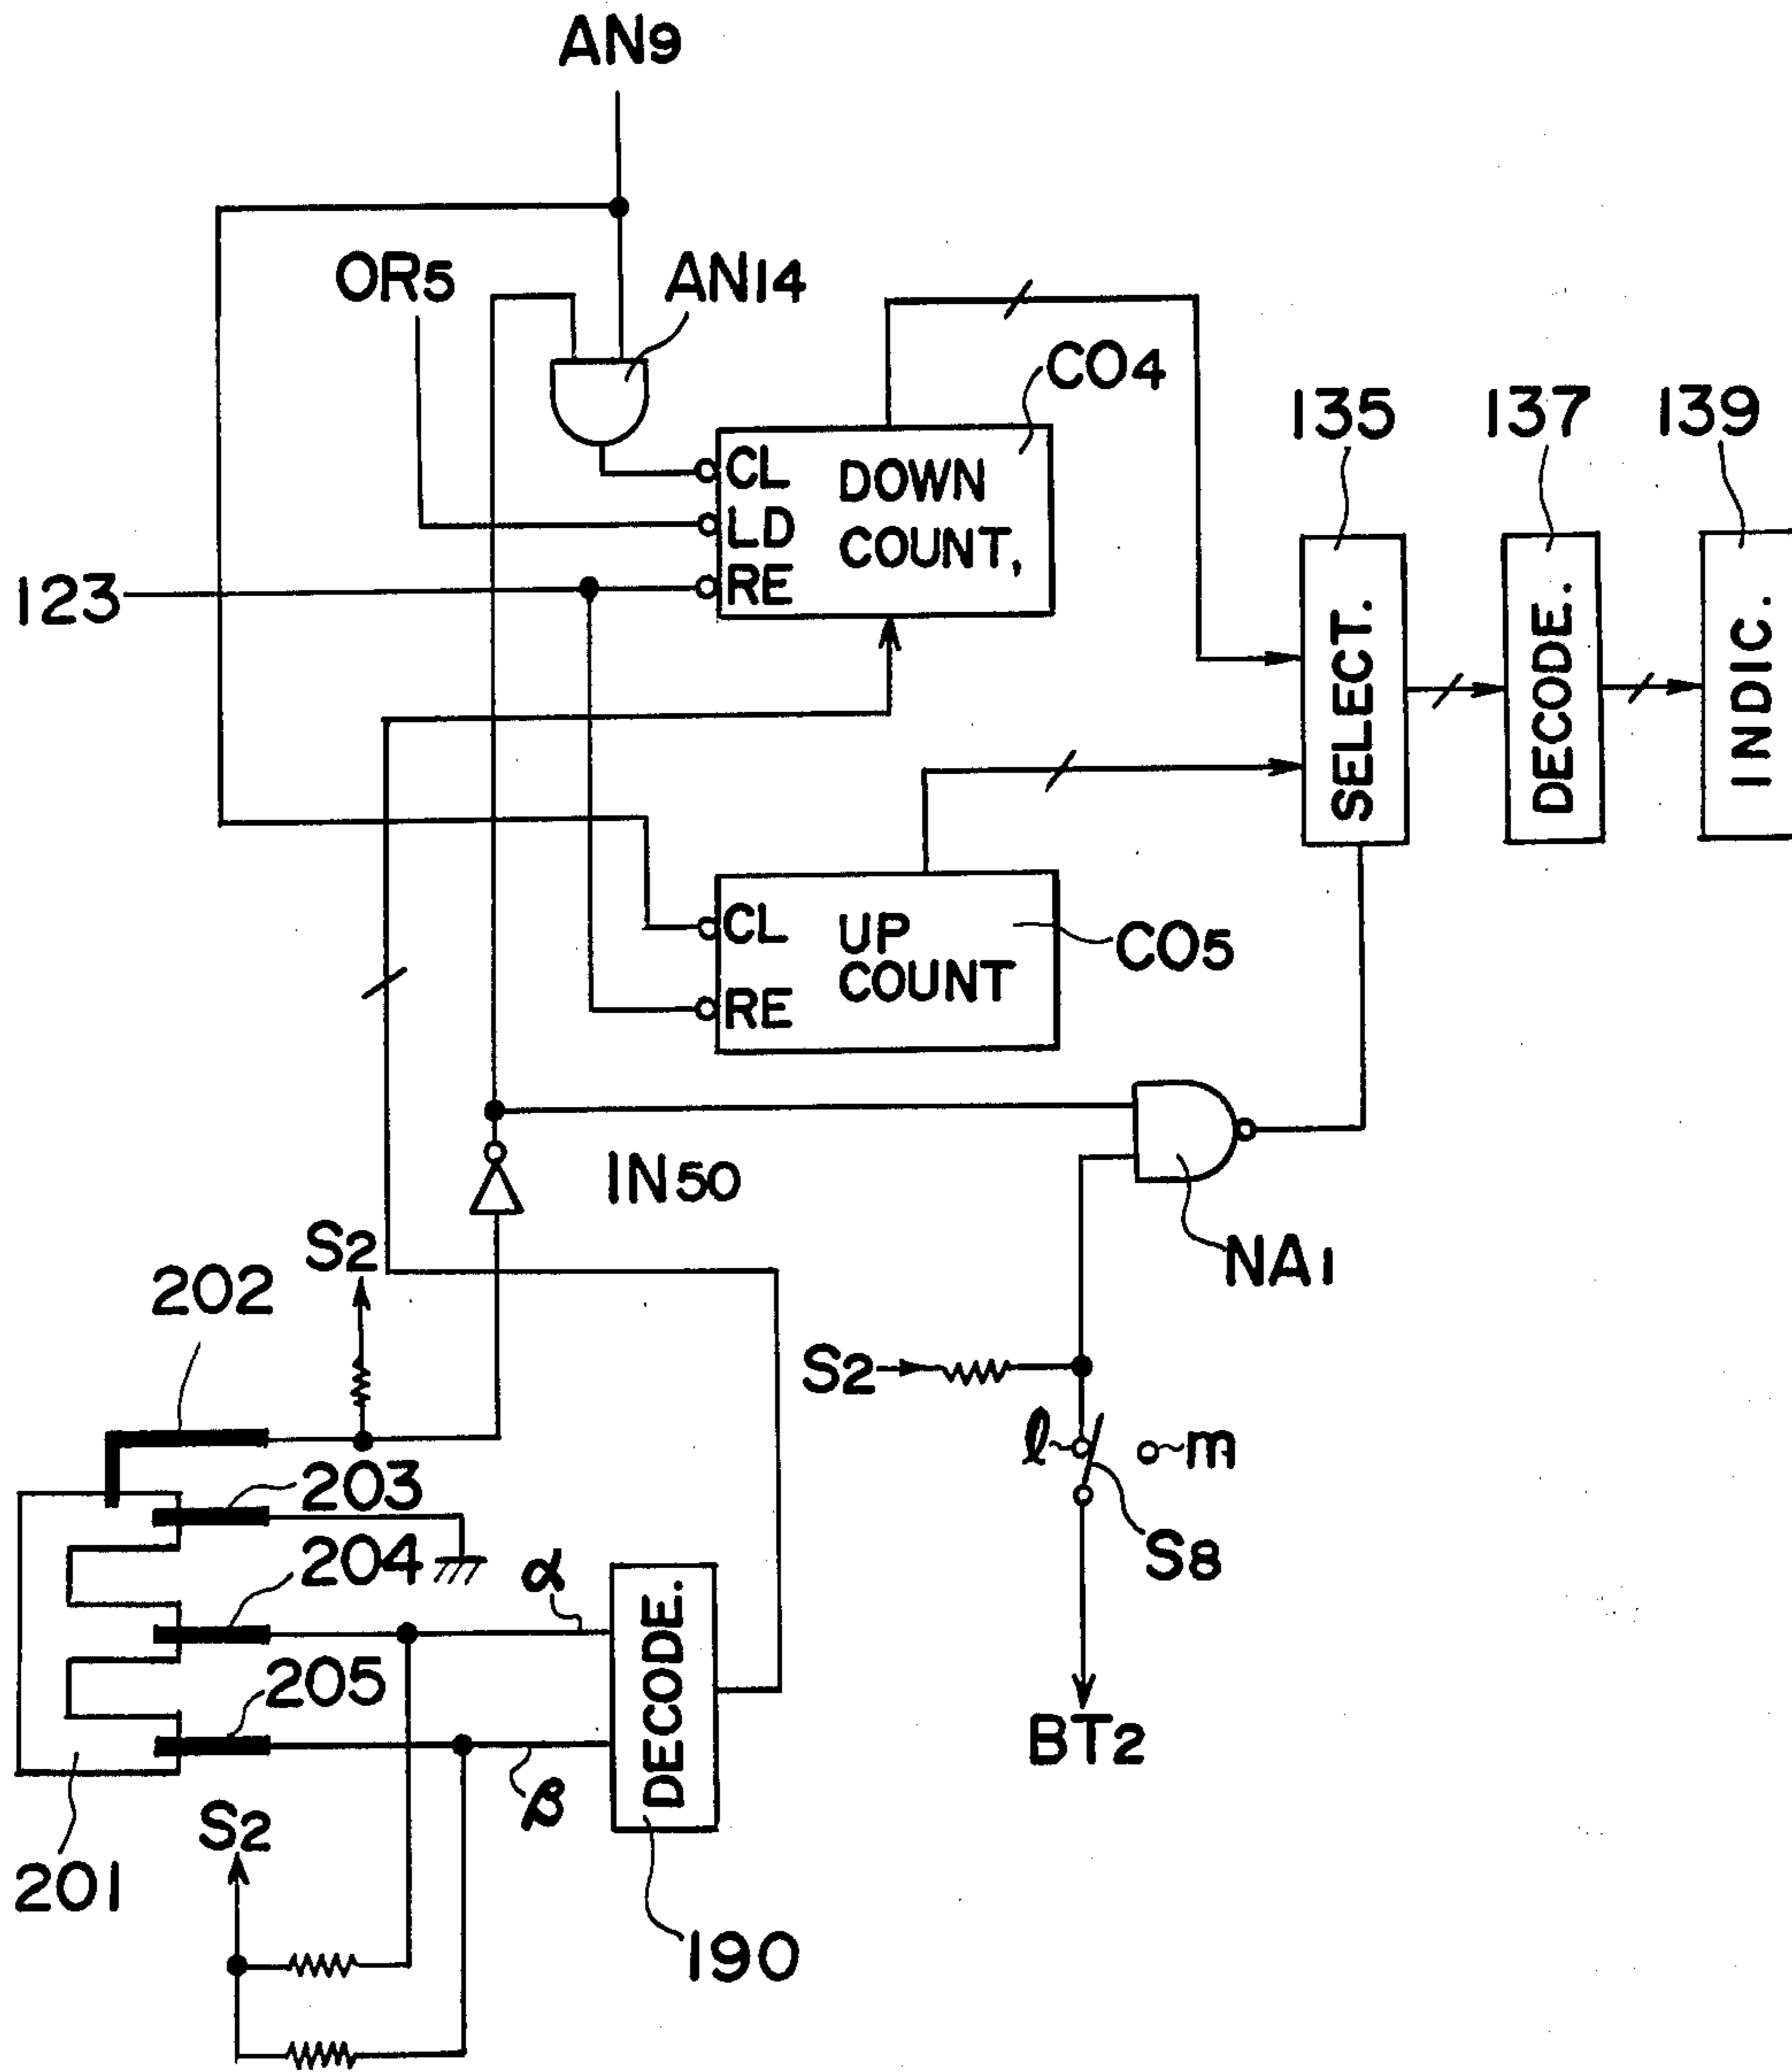 AN9
OR5
AN14
CO4
135
137
139
CL
LD
RE
DOWN
COUNT,
123
SELECT.
DECODE.
INDIC.
CL
RE
UP
COUNT
CO5
IN50
NA1
S2
202
S2
l
m
S8
203
204
α
205
β
DECODE.
BT2
S2
201
190